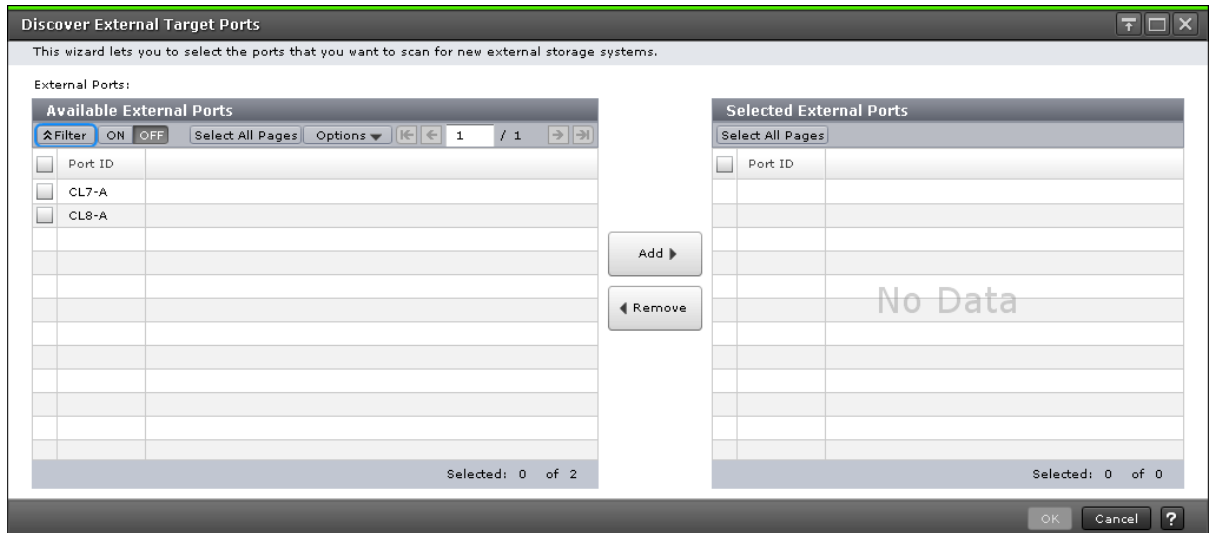 Discover External Target Ports
This wizard lets you to select the ports that you want to scan for new external storage systems.
External Ports:
Available External Ports
Filter ON OFF Select All Pages Options 1 / 1
Port ID
CL7-A
CL8-A
Selected: 0 of 2
Add
Remove
Selected External Ports
Select All Pages
Port ID
No Data
Selected: 0 of 0
OK Cancel ?